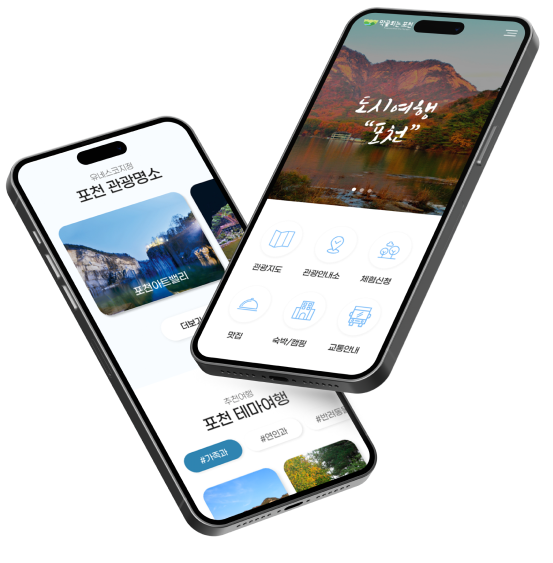 유네스코지정
포천 관광명소
포천아트밸리
더보기
추천여행
포천 테마여행
#가족과
#연인과
#반려동
도시여행
“포천”
관광지도
관광안내소
체험신청
맛집
숙박/캠핑
교통안내